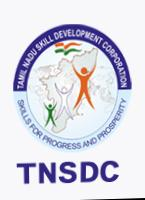 TAMIL NADU SKILL DEVELOPMENT CORPORATION
SKILLS FOR PROGRESS AND PROSPERITY
TNSDC